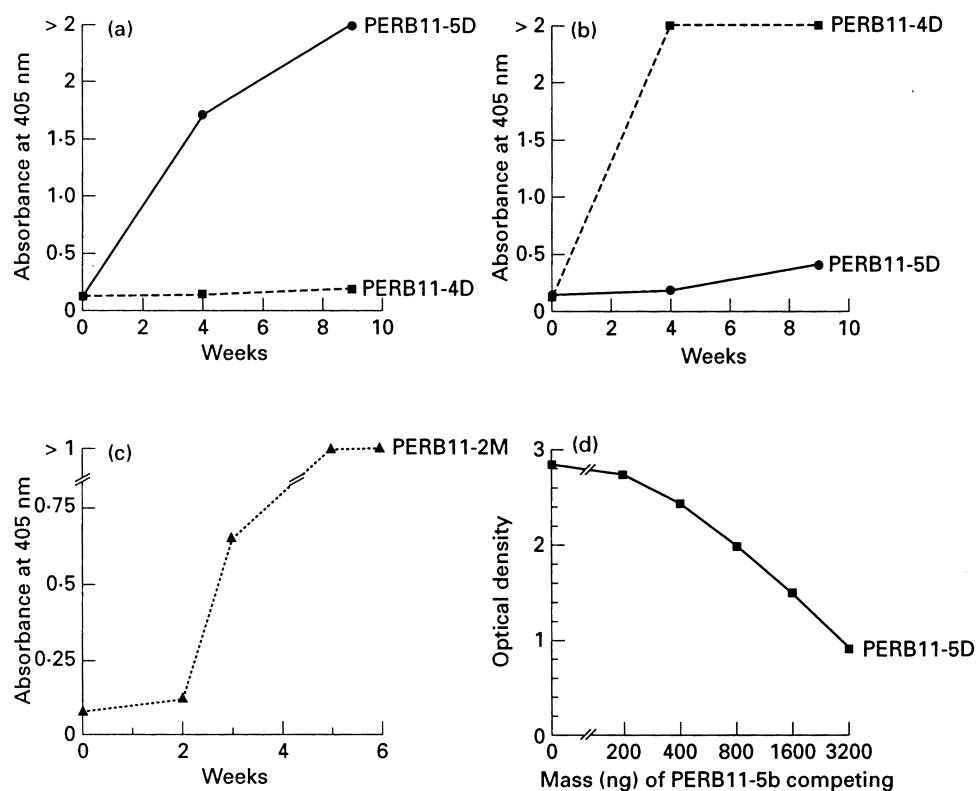 (a)
Absorbance at 405 nm
> 2
2
1·5
1·0
0·5
0
PERB11-5D
PERB11-4D
0 2 4 6 8 10
Weeks
(b)
Absorbance at 405 nm
> 2
2
1·5
1·0
0·5
0
PERB11-4D
PERB11-5D
0 2 4 6 8 10
Weeks
(c)
Absorbance at 405 nm
> 1
0·75
0·5
0·25
0
PERB11-2M
0 2 4 6
Weeks
(d)
Optical density
3
2
1
0
PERB11-5D
0 200 400 800 1600 3200
Mass (ng) of PERB11-5b competing